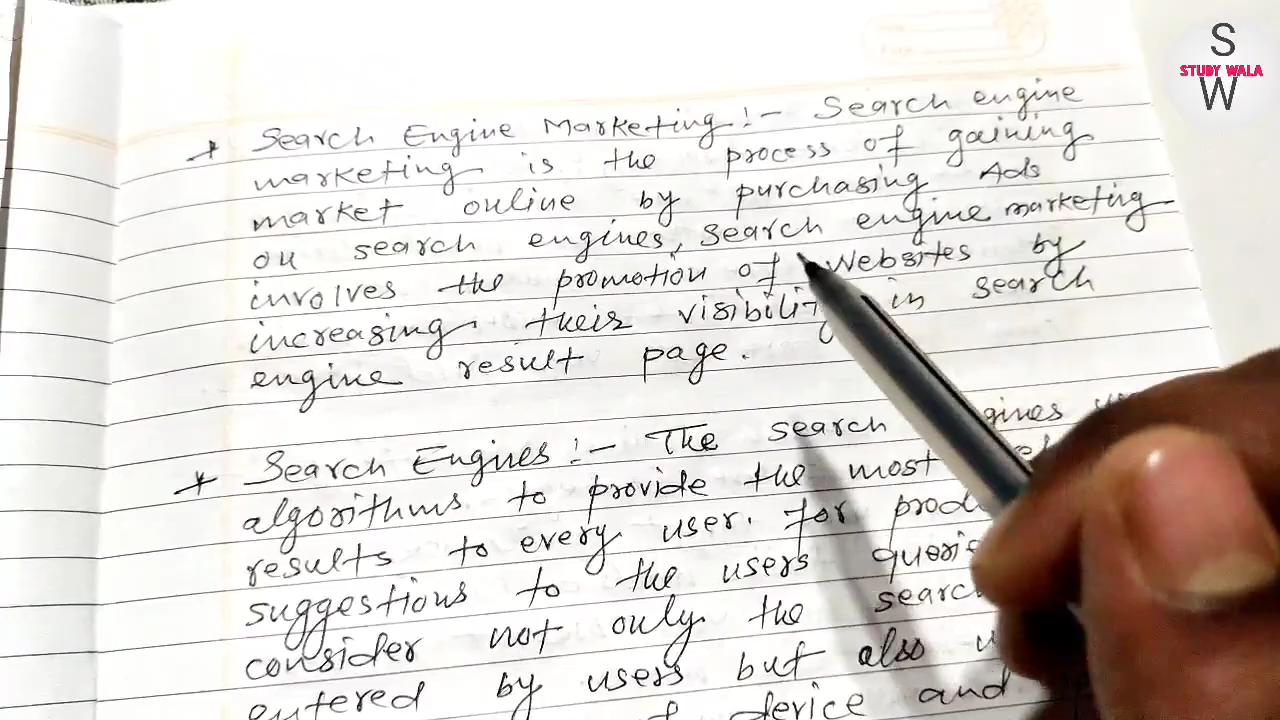 S
STUDY WALA
W
* Search Engine Marketing :- Search engine
marketing is the process of gaining
market online by purchasing Ads
on search engines, Search engine marketing
involves the promotion of Websites by
increasing their visibility in search
engine result page.
* Search Engines :- The search
algorithms to provide the most
results to every user. For
suggestions to the users
consider not only the
entered by users but also
device and